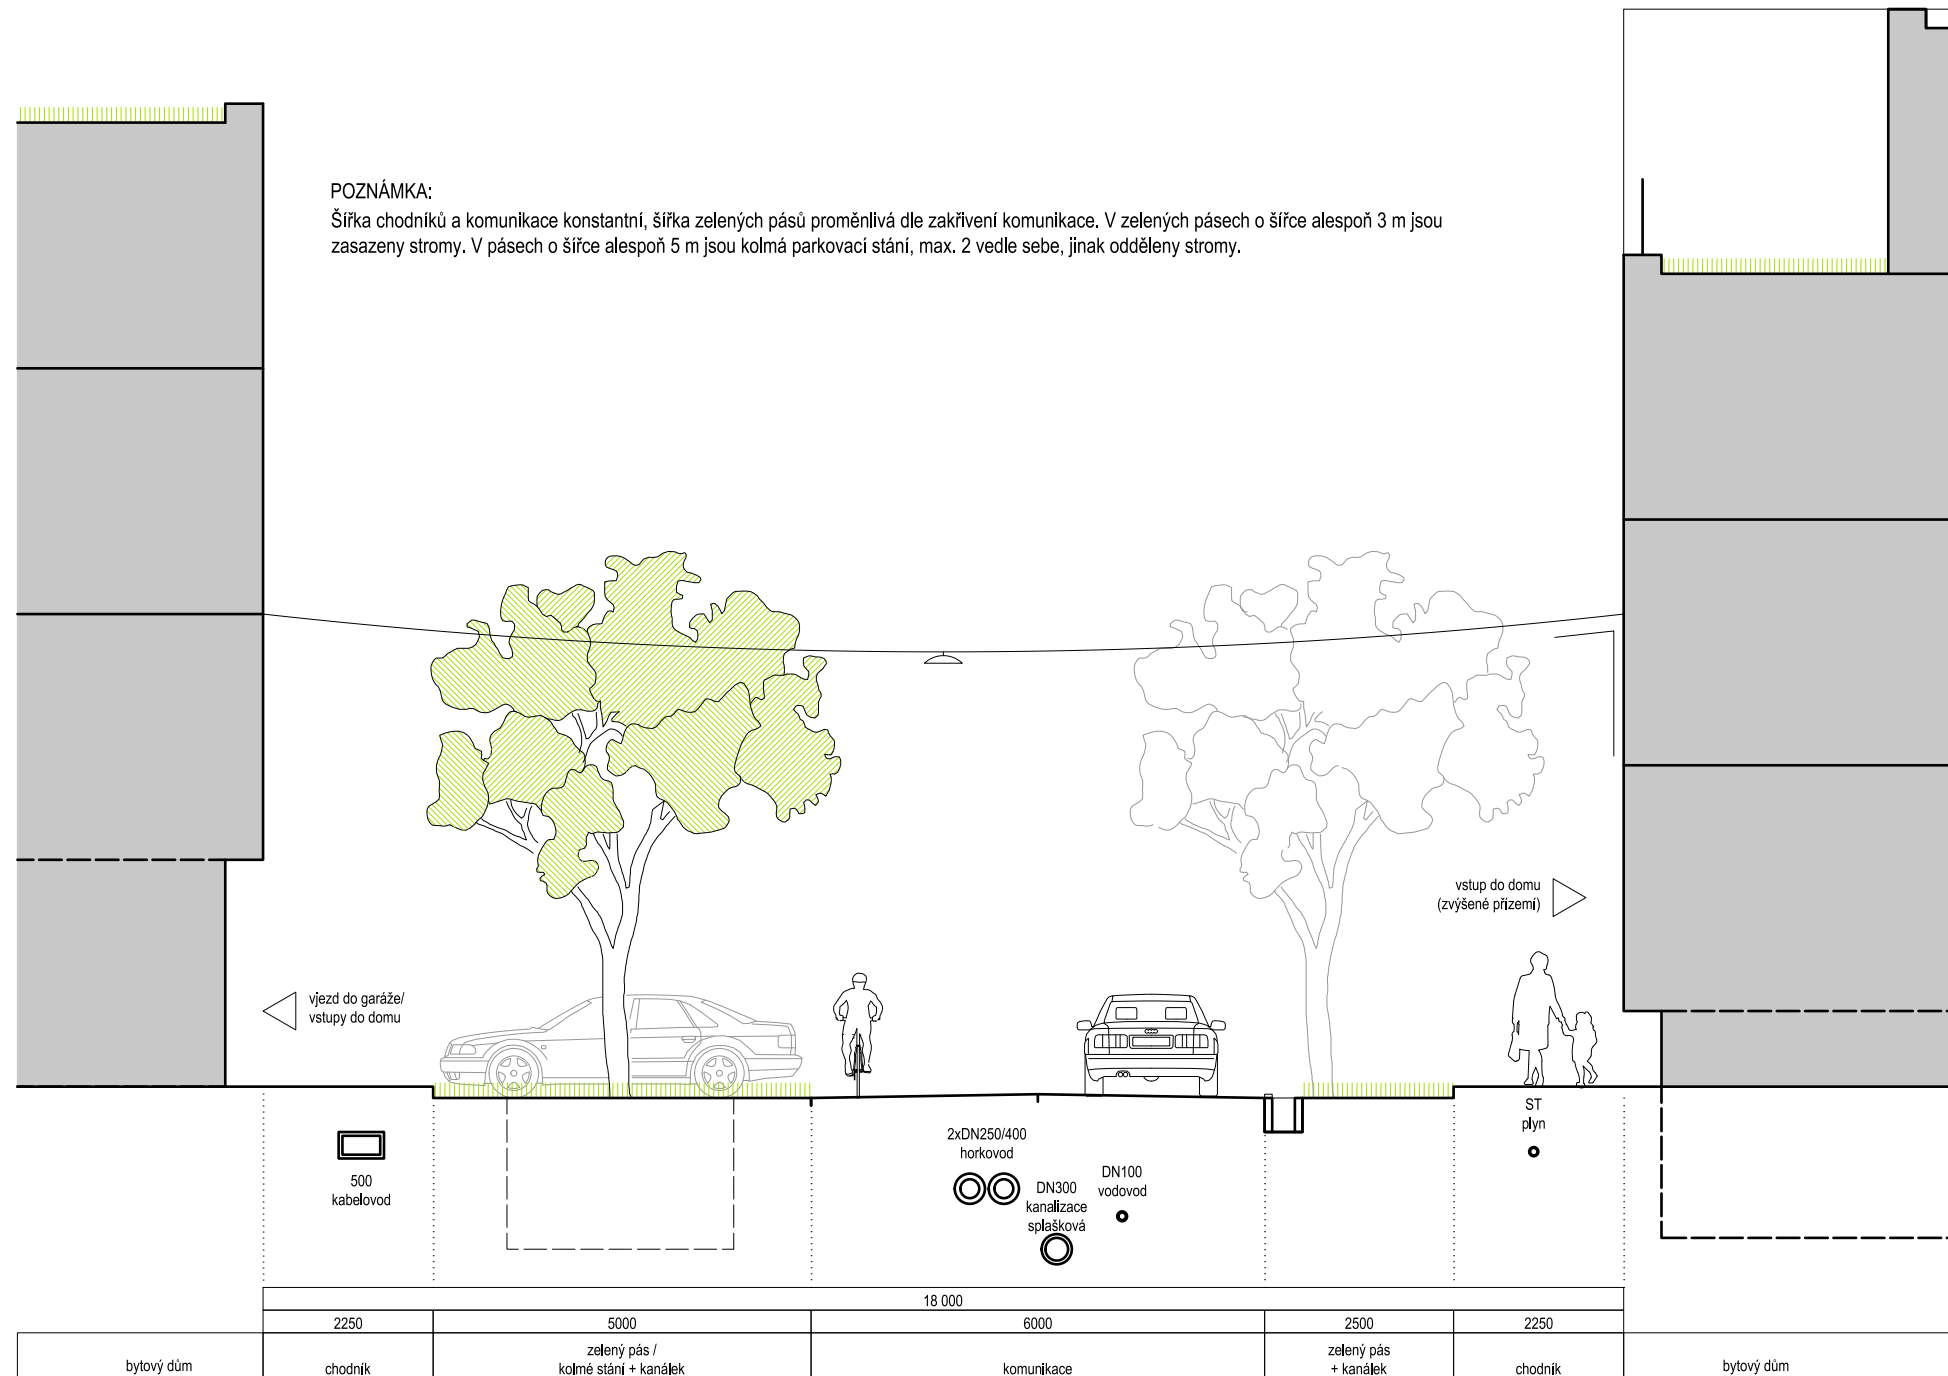 POZNÁMKA:
Šířka chodníků a komunikace konstantní, šířka zelených pásů proměnlivá dle zakřivení komunikace. V zelených pásech o šířce alespoň 3 m jsou
zasazeny stromy. V pásech o šířce alespoň 5 m jsou kolmá parkovací stání, max. 2 vedle sebe, jinak odděleny stromy.
vstup do domu
(zvýšené přízemí)
vjezd do garáže/
vstupy do domu
500
kabelovod
2xDN250/400
horkovod
DN300
kanalizace
splašková
DN100
vodovod
ST
plyn
18 000
2250
5000
6000
2500
2250
bytový dům
chodník
zelený pás /
kolmé stání + kanálek
komunikace
zelený pás
+ kanálek
chodník
bytový dům